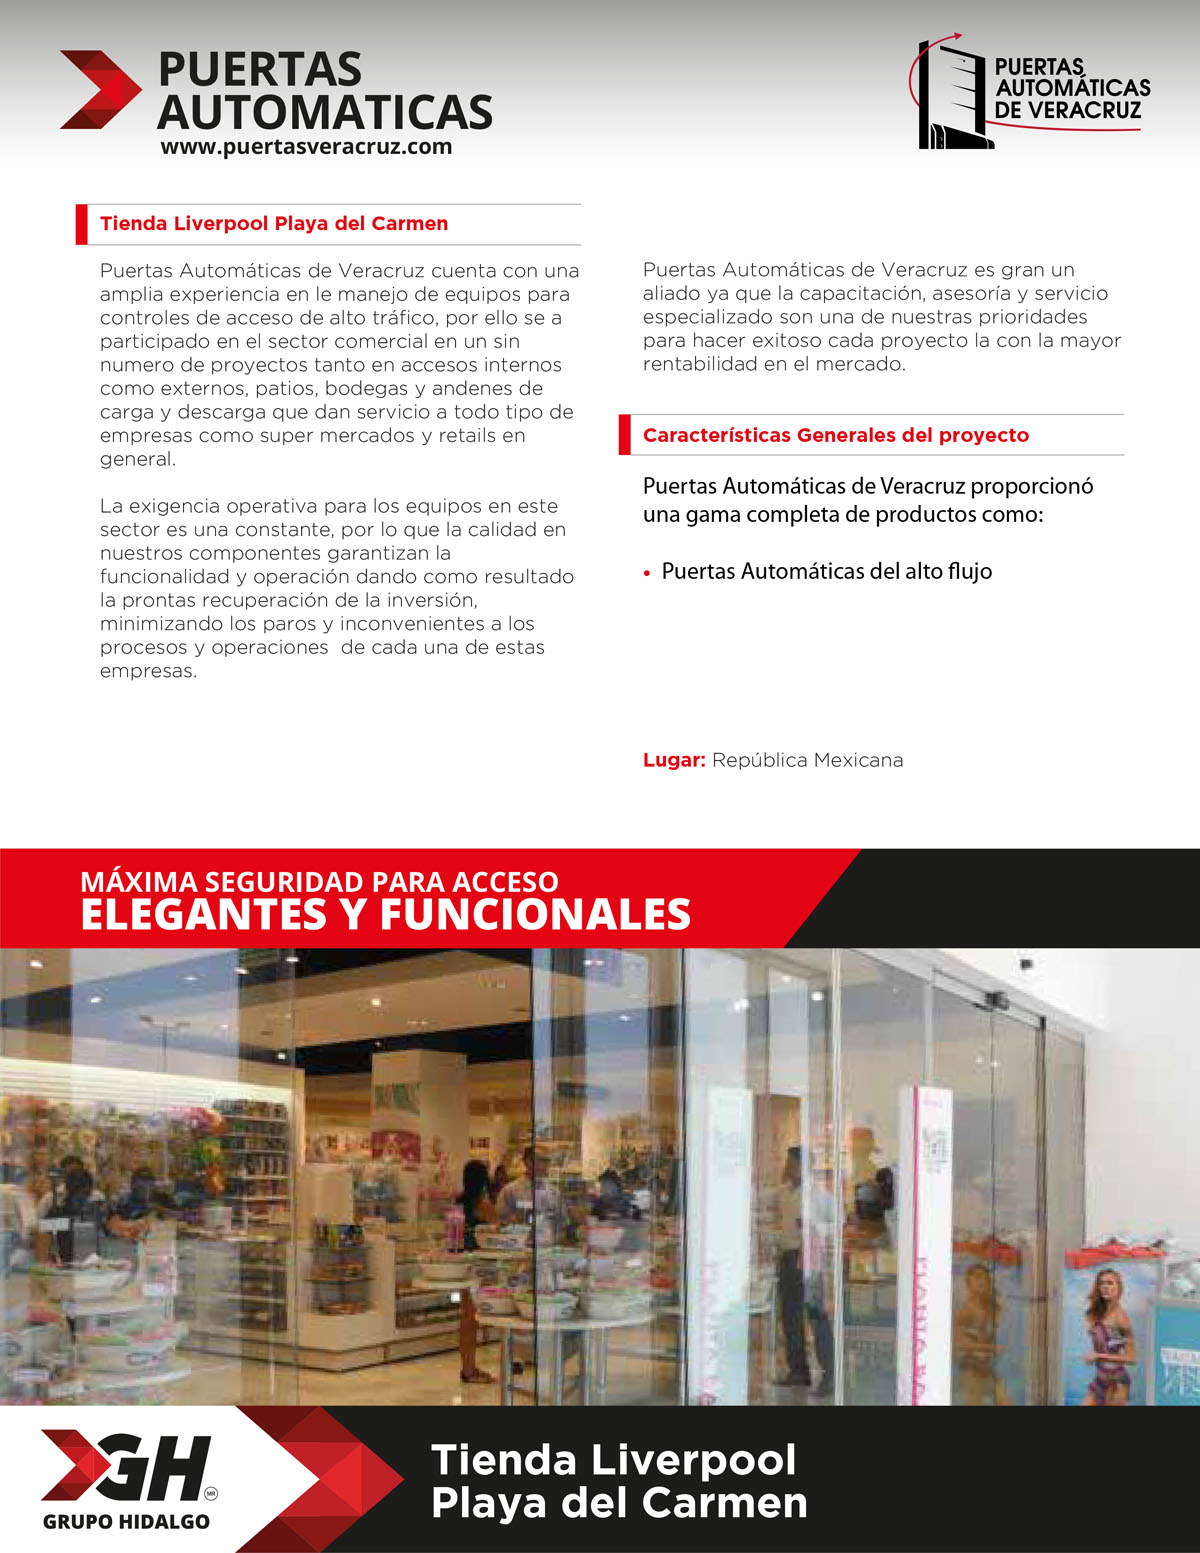 PUERTAS
AUTOMATICAS
www.puertasveracruz.com
PUERTAS
AUTOMÁTICAS
DE VERACRUZ
Tienda Liverpool Playa del Carmen
Puertas Automáticas de Veracruz cuenta con una
amplia experiencia en le manejo de equipos para
controles de acceso de alto tráfico, por ello se a
participado en el sector comercial en un sin
numero de proyectos tanto en accesos internos
como externos, patios, bodegas y andenes de
carga y descarga que dan servicio a todo tipo de
empresas como super mercados y retails en
general.
La exigencia operativa para los equipos en este
sector es una constante, por lo que la calidad en
nuestros componentes garantizan la
funcionalidad y operación dando como resultado
la prontas recuperación de la inversión,
minimizando los paros y inconvenientes a los
procesos y operaciones  de cada una de estas
empresas.
Puertas Automáticas de Veracruz es gran un
aliado ya que la capacitación, asesoría y servicio
especializado son una de nuestras prioridades
para hacer exitoso cada proyecto la con la mayor
rentabilidad en el mercado.
Características Generales del proyecto
Puertas Automáticas de Veracruz proporcionó
una gama completa de productos como:
• Puertas Automáticas del alto flujo
Lugar: República Mexicana
MÁXIMA SEGURIDAD PARA ACCESO
ELEGANTES Y FUNCIONALES
GH
MR
GRUPO HIDALGO
Tienda Liverpool
Playa del Carmen